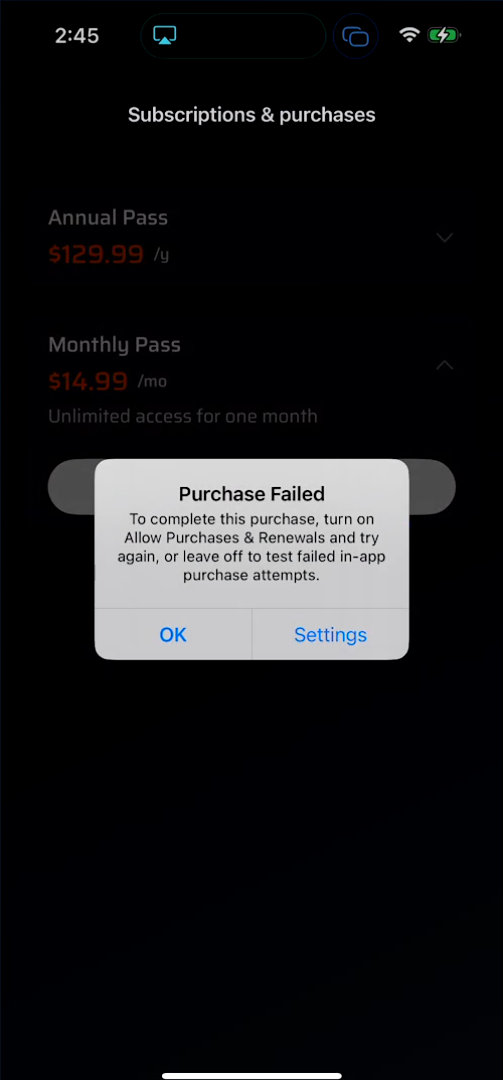 2:45
Subscriptions & purchases
Annual Pass
$129.99 /y
Monthly Pass
$14.99 /mo
Unlimited access for one month
Purchase Failed
To complete this purchase, turn on
Allow Purchases & Renewals and try
again, or leave off to test failed in-app
purchase attempts.
OK
Settings